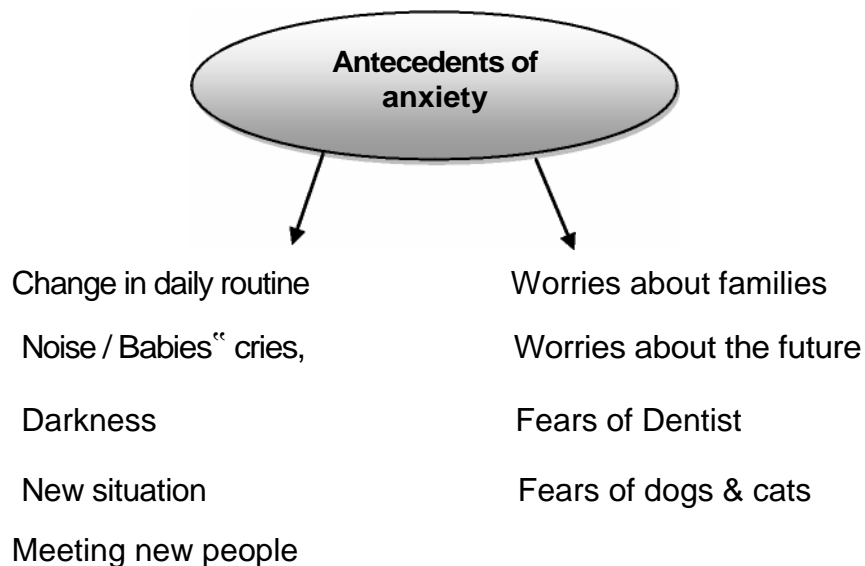 Antecedents of
anxiety
Change in daily routine
Noise / Babies‟ cries,
Darkness
New situation
Meeting new people
Worries about families
Worries about the future
Fears of Dentist
Fears of dogs & cats